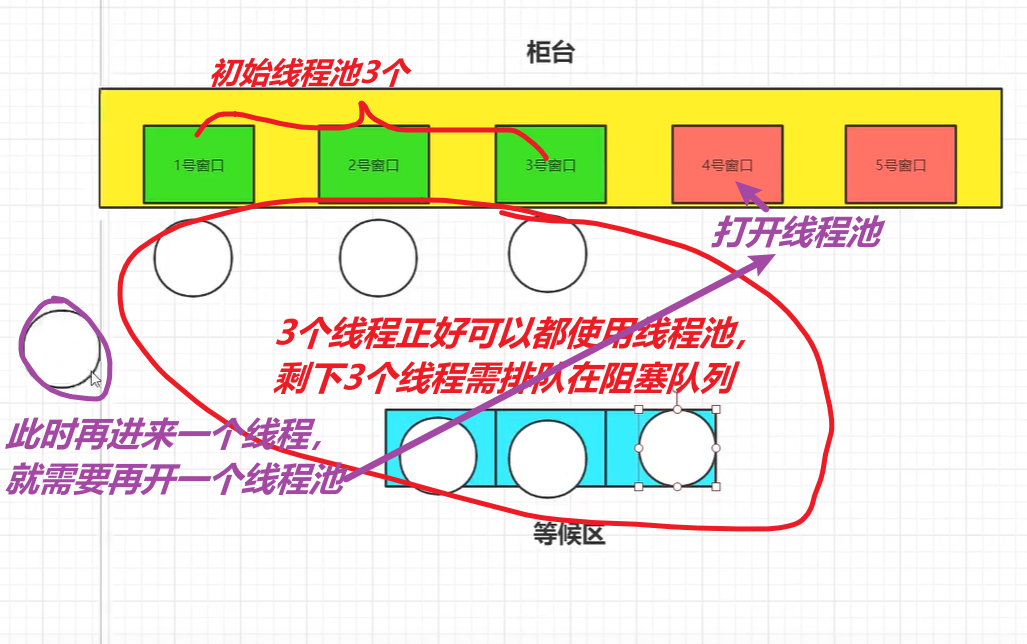 柜台
初始线程池3个
1号窗口
2号窗口
3号窗口
4号窗口
5号窗口
打开线程池
3个线程正好可以都使用线程池，
剩下3个线程需排队在阻塞队列
此时再进来一个线程，
就需要再开一个线程池
等候区